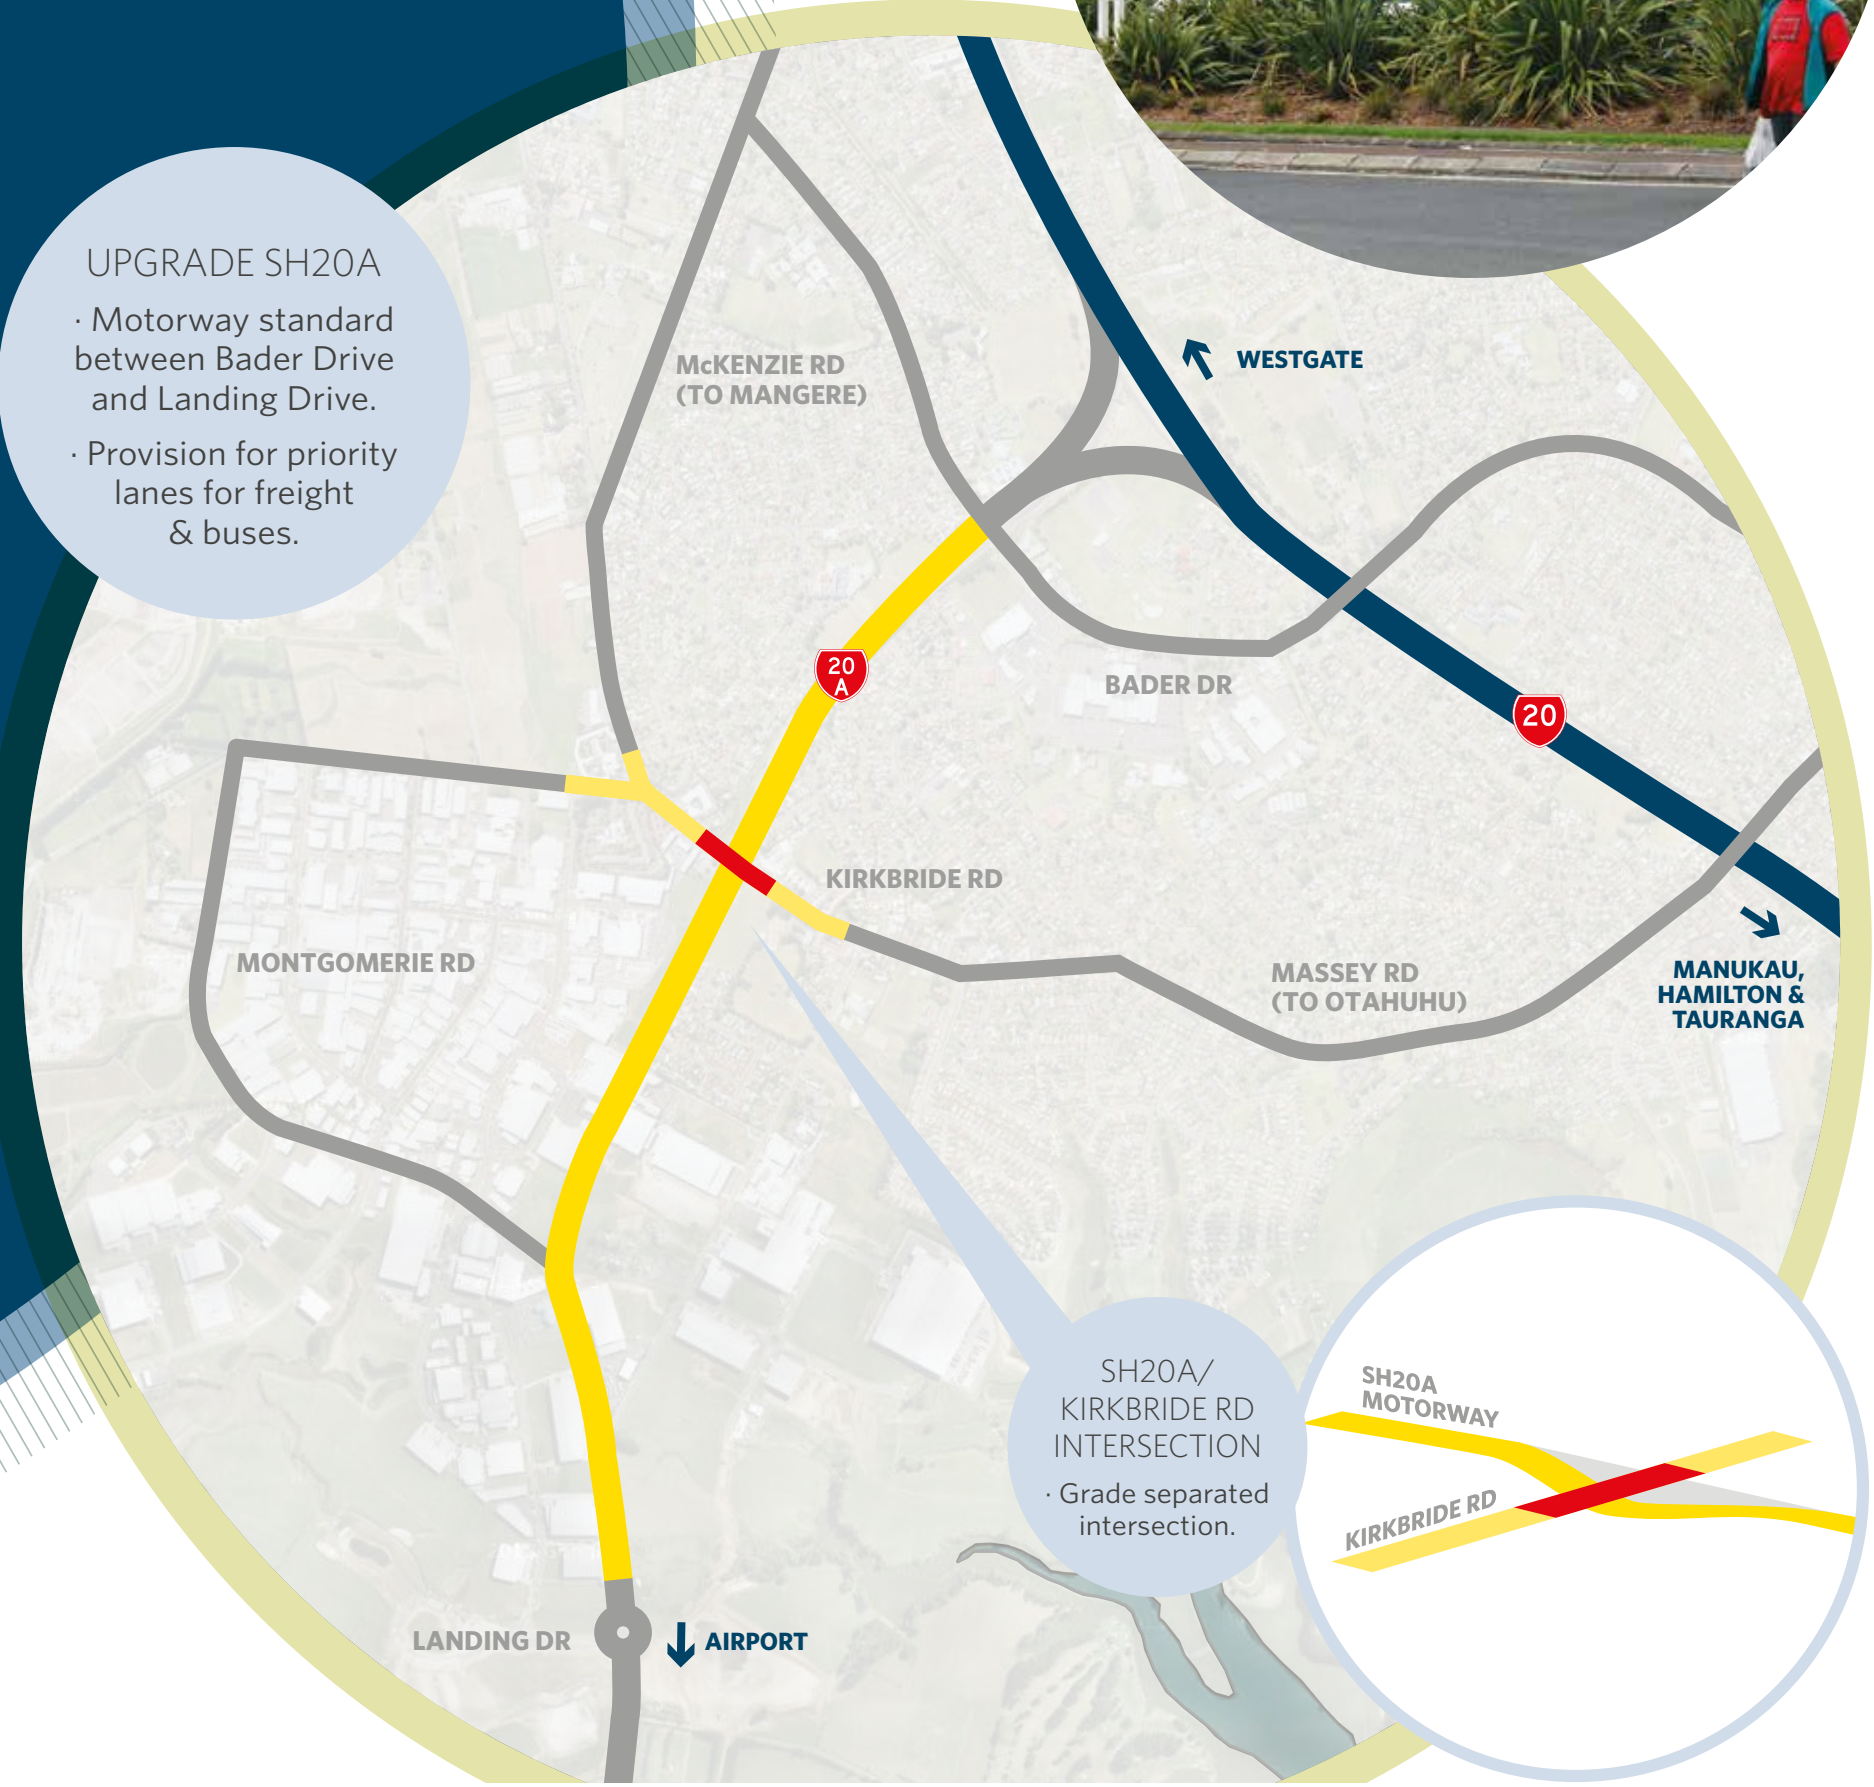 UPGRADE SH20A
· Motorway standard
between Bader Drive
and Landing Drive.
· Provision for priority
lanes for freight
& buses.
McKENZIE RD
(TO MANGERE)
WESTGATE
20
A
BADER DR
20
KIRKBRIDE RD
MONTGOMERIE RD
MASSEY RD
(TO OTAHUHU)
MANUKAU,
HAMILTON &
TAURANGA
SH20A/
KIRKBRIDE RD
INTERSECTION
· Grade separated
intersection.
SH20A
MOTORWAY
KIRKBRIDE RD
LANDING DR
AIRPORT